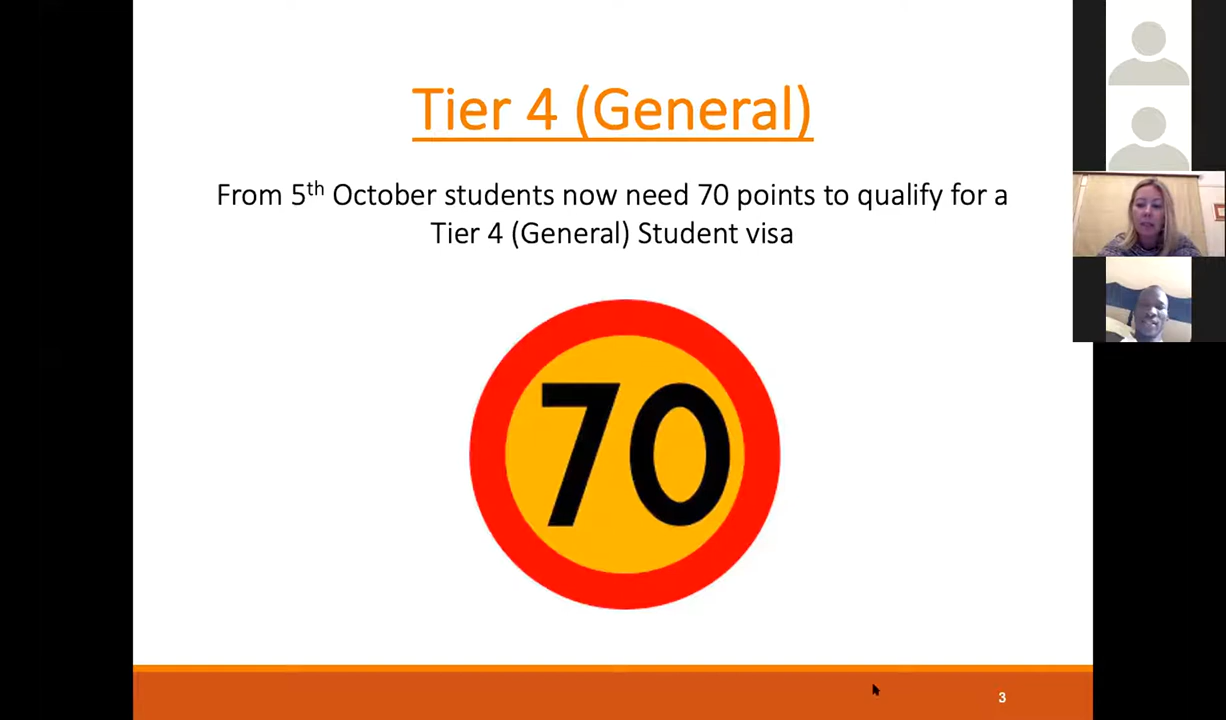 Tier 4 (General)
From 5th October students now need 70 points to qualify for a
Tier 4 (General) Student visa
70
3